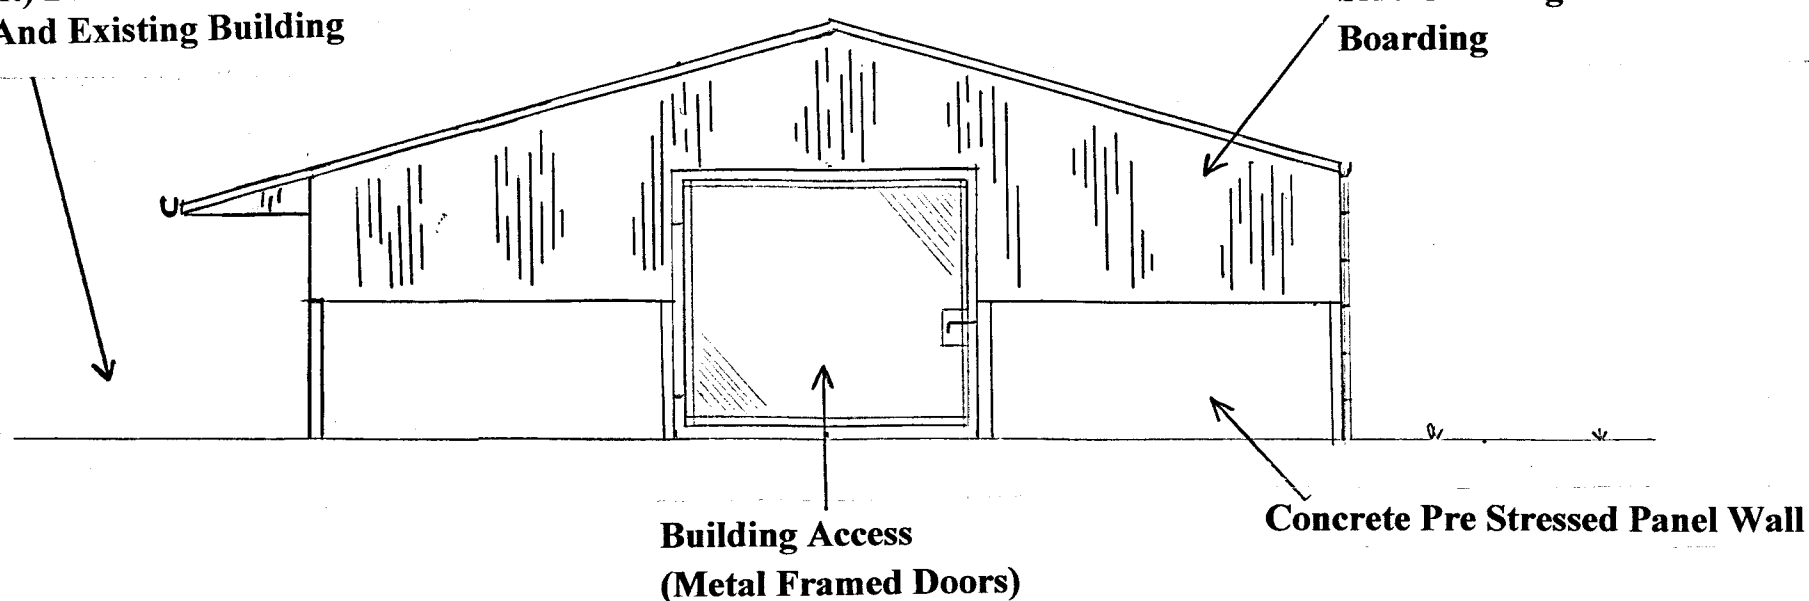 And Existing Building
Boarding
Building Access
(Metal Framed Doors)
Concrete Pre Stressed Panel Wall